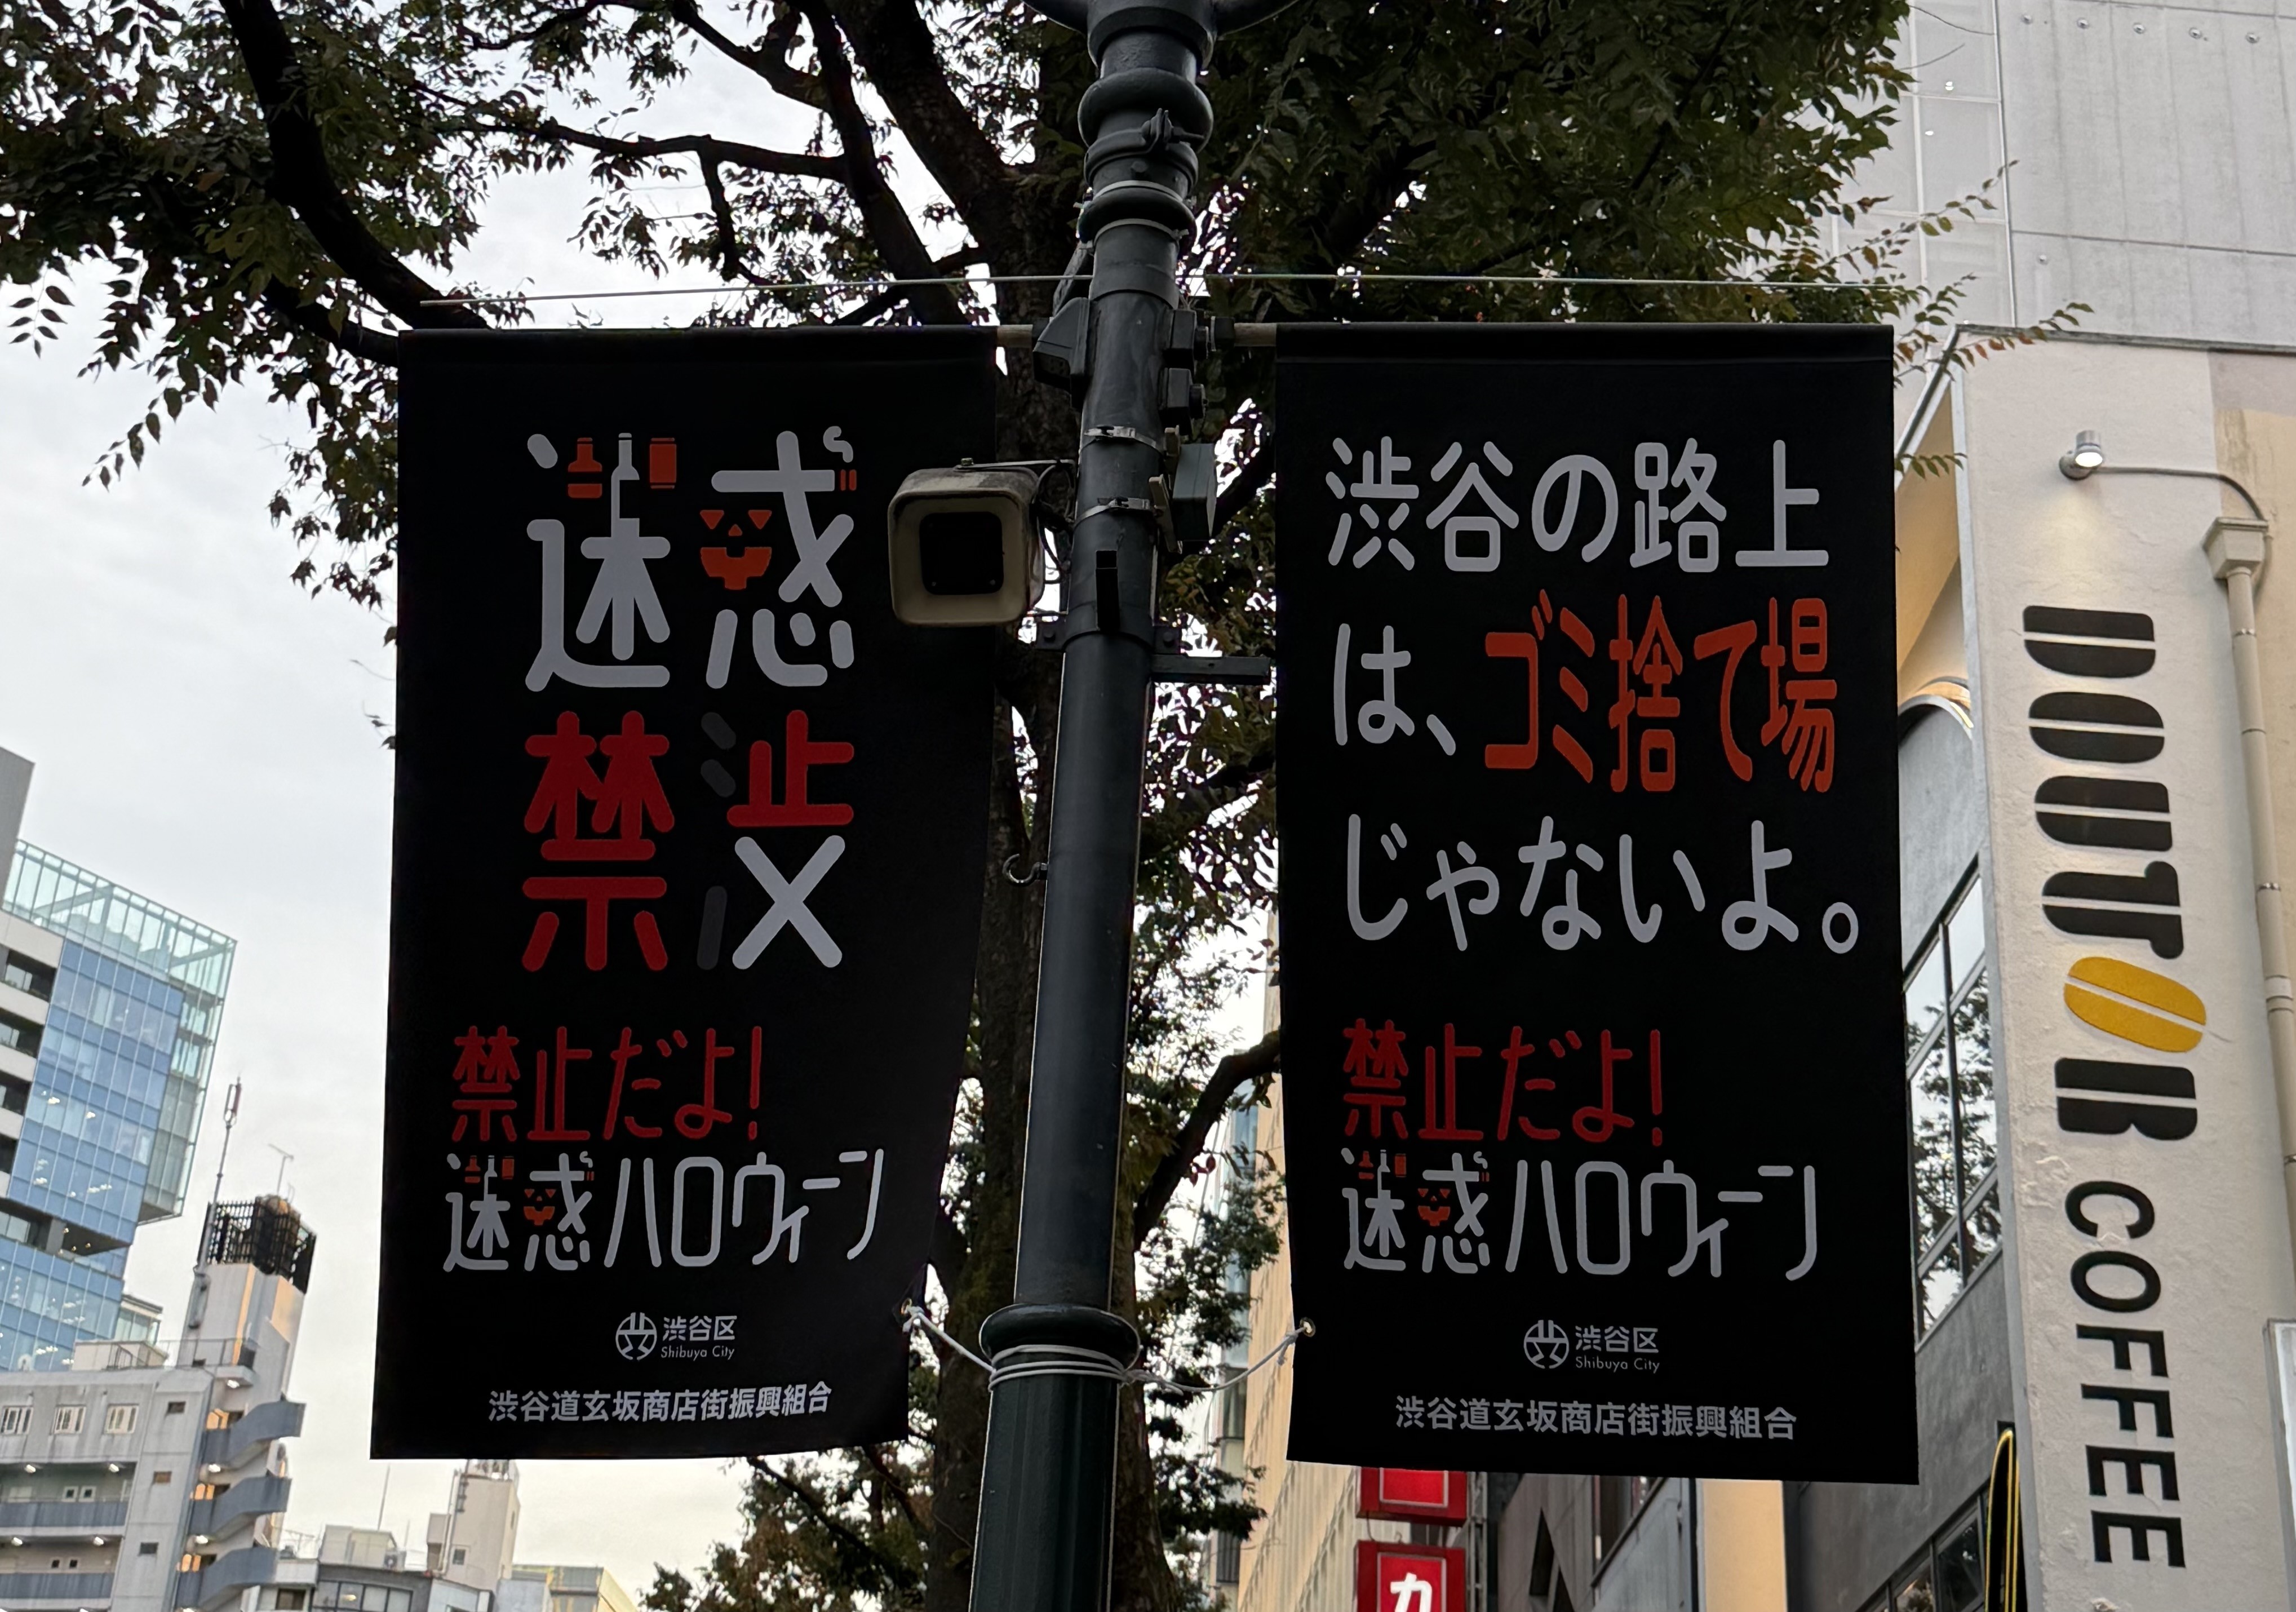 迷惑
禁止
禁止だよ!
迷惑ハロウィーン
渋谷区
Shibuya City
渋谷道玄坂商店街振興組合
渋谷の路上
は、ゴミ捨て場
じゃないよ。
禁止だよ!
迷惑ハロウィーン
渋谷区
Shibuya City
渋谷道玄坂商店街振興組合
DOUTOR COFFEE
カ